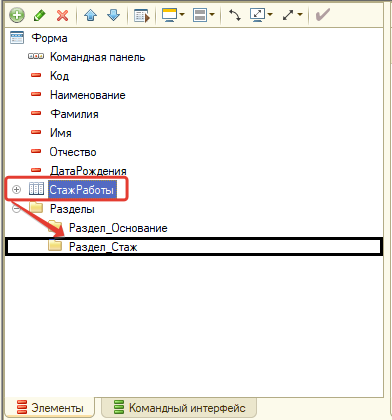 Форма
Командная панель
Код
Наименование
Фамилия
Имя
Отчество
ДатаРождения
СтажРаботы
Разделы
Раздел_Основание
Раздел_Стаж
Элементы
Командный интерфейс